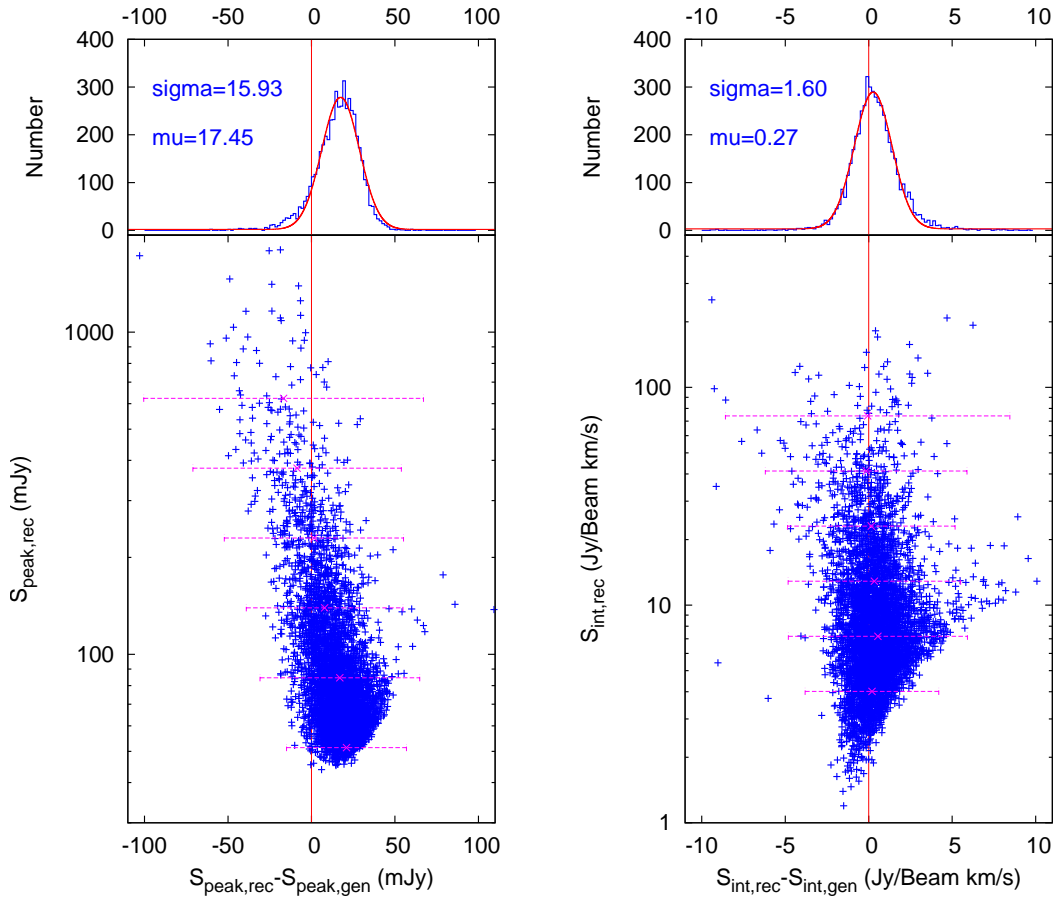 -100 -50 0 50 100
-10 -5 0 5 10
400
300
200
100
0
Number
sigma=15.93
mu=17.45
400
300
200
100
0
Number
sigma=1.60
mu=0.27
1000
100
S_peak,rec (mJy)
100
10
1
S_int,rec (Jy/Beam km/s)
-100 -50 0 50 100
-10 -5 0 5 10
S_peak,rec-S_peak,gen (mJy)
S_int,rec-S_int,gen (Jy/Beam km/s)